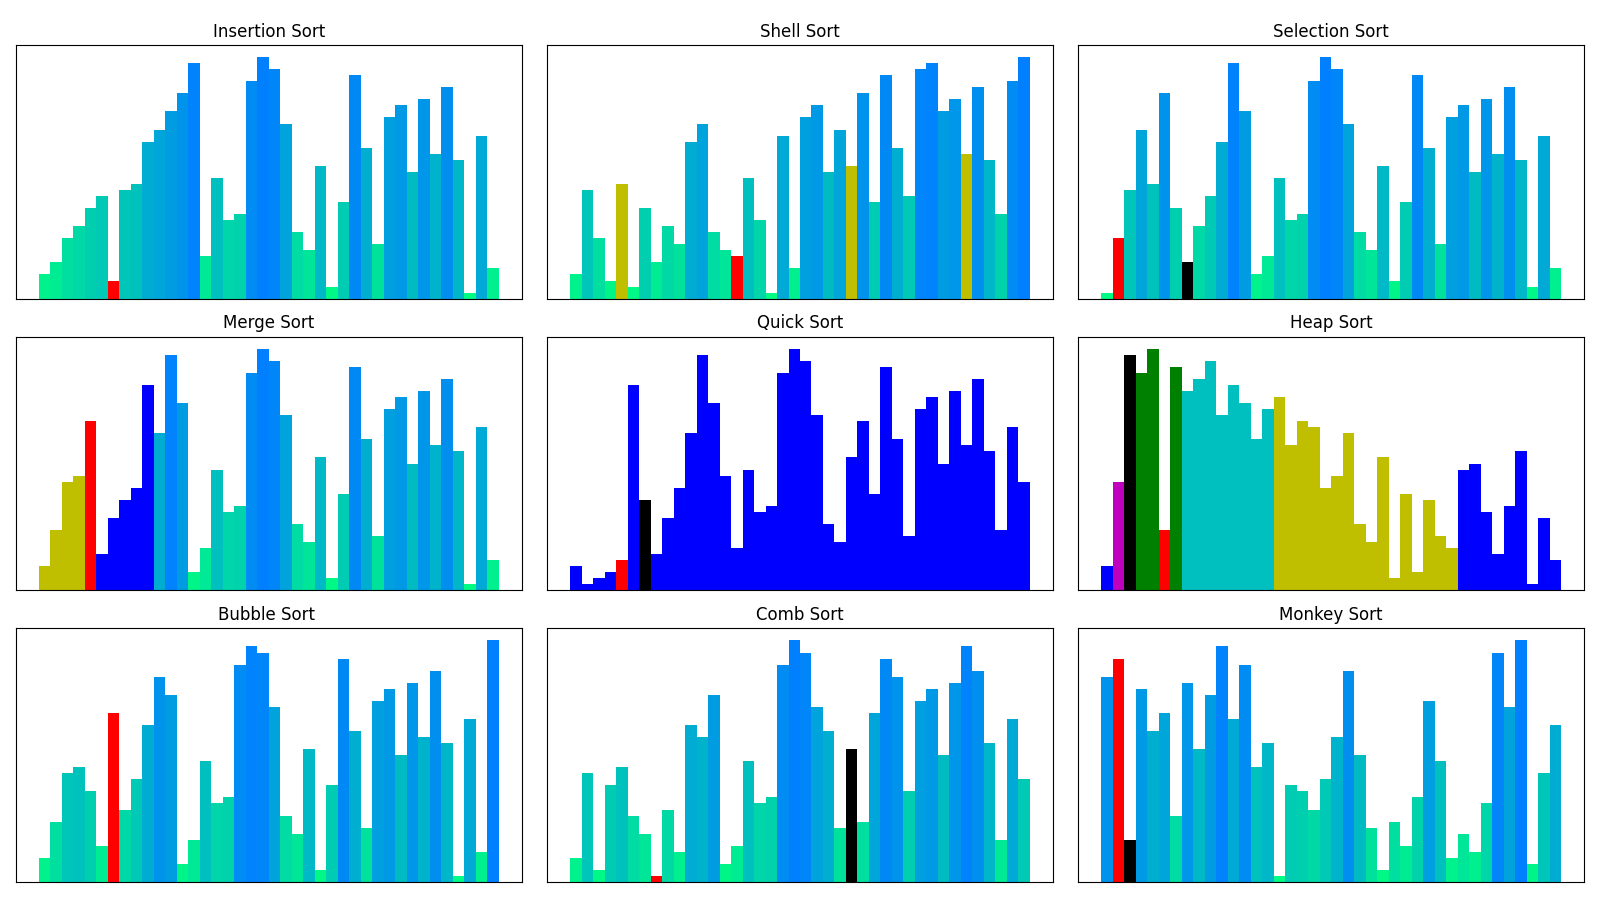 Insertion Sort
Shell Sort
Selection Sort
Merge Sort
Quick Sort
Heap Sort
Bubble Sort
Comb Sort
Monkey Sort